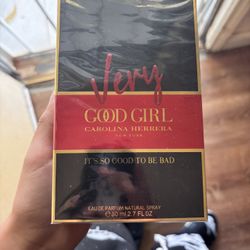 Very
GOOD GIRL
CAROLINA HERRERA
NEW YORK
IT'S SO GOOD TO BE BAD
EAU DE PARFUM NATURAL SPRAY
80 ml 2.7 FL.OZ.